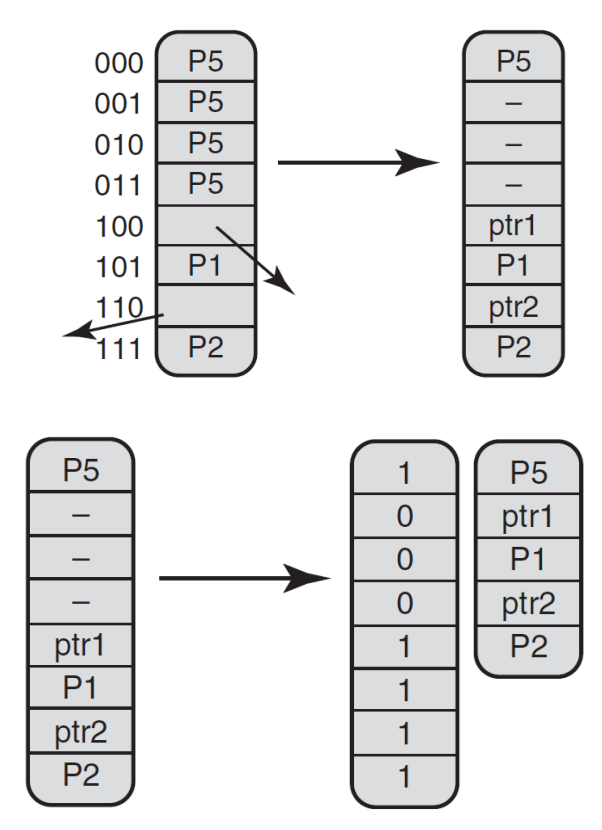 000 P5 P5
001 P5 –
010 P5 –
011 P5 –
100 ptr1
101 P1 P1
110 ptr2
111 P2 P2
P5 1 P5
– 0 ptr1
– 0 P1
– 0 ptr2
ptr1 1 P2
P1 1
ptr2 1
P2 1